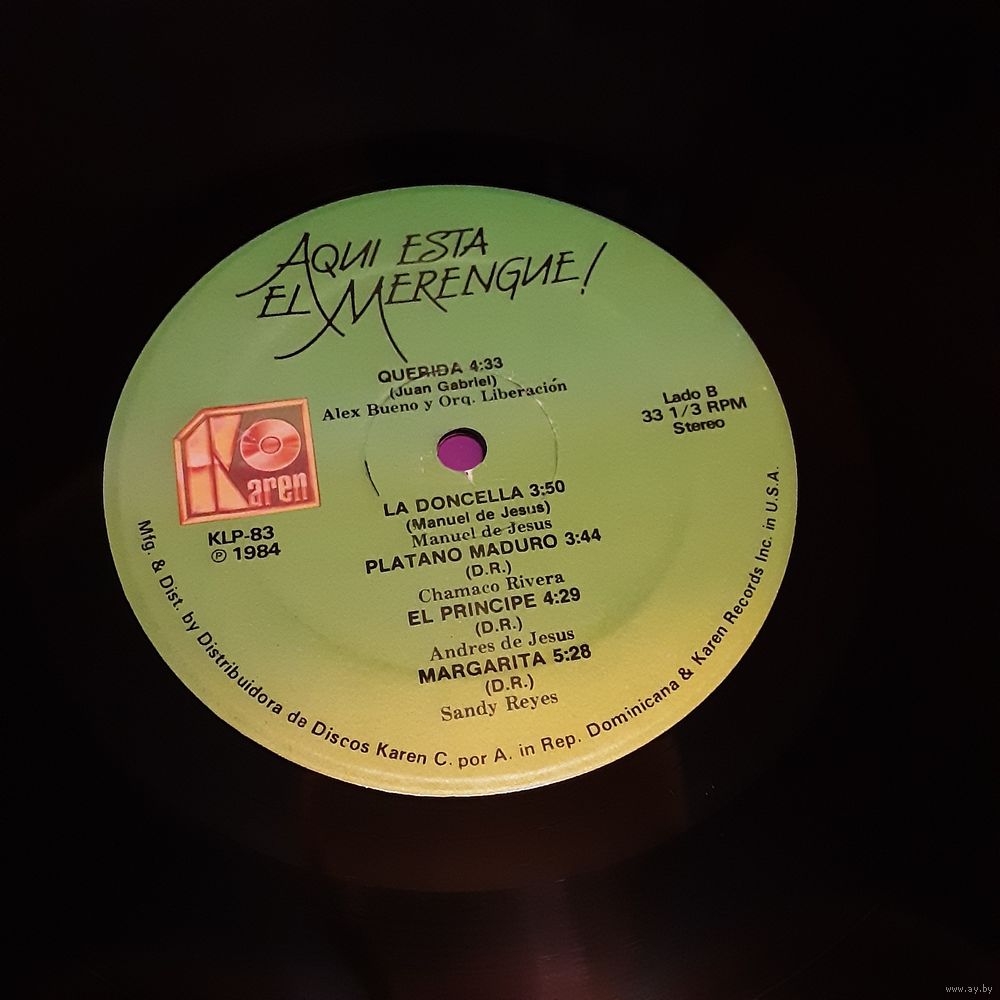 AQUI ESTA
EL MERENGUE!
QUERIDA 4:33
(Juan Gabriel)
Alex Bueno y Orq. Liberación
Lado B
33 1/3 RPM
Stereo
Karen
KLP-83
℗ 1984
LA DONCELLA 3:50
(Manuel de Jesus)
Manuel de Jesus
PLATANO MADURO 3:44
(D.R.)
Chamaco Rivera
EL PRINCIPE 4:29
(D.R.)
Andres de Jesus
MARGARITA 5:28
(D.R.)
Sandy Reyes
Mfg. & Dist. by Distribuidora de Discos Karen C. por A. in Rep. Dominicana & Karen Records Inc. in U.S.A.
www.ay.by